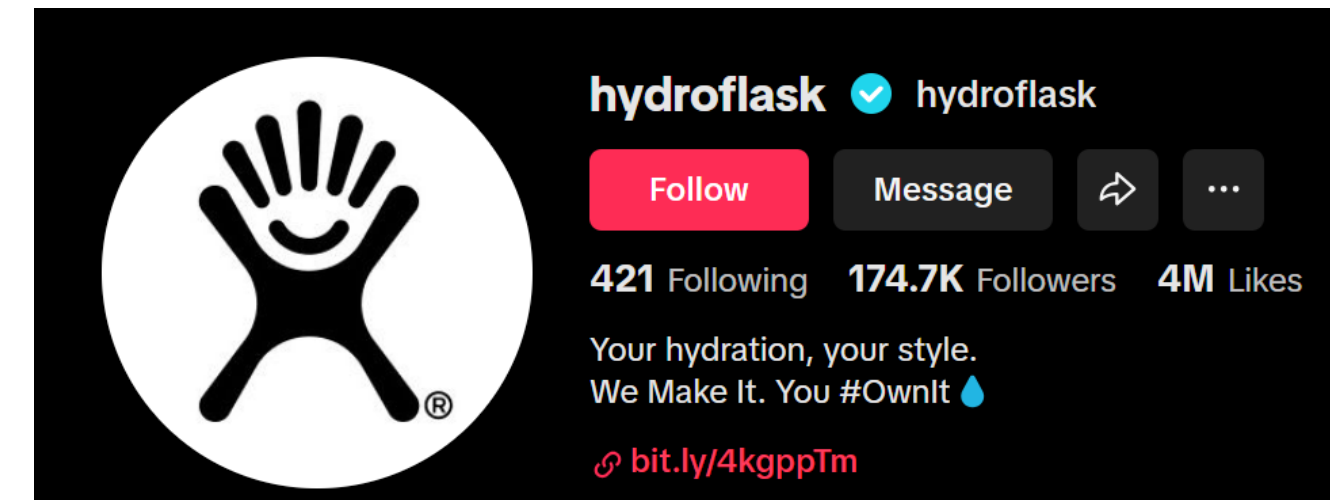 hydroflask hydroflask
Follow Message
421 Following 174.7K Followers 4M Likes
Your hydration, your style.
We Make It. You #OwnIt 💧
bit.ly/4kgppTm
®